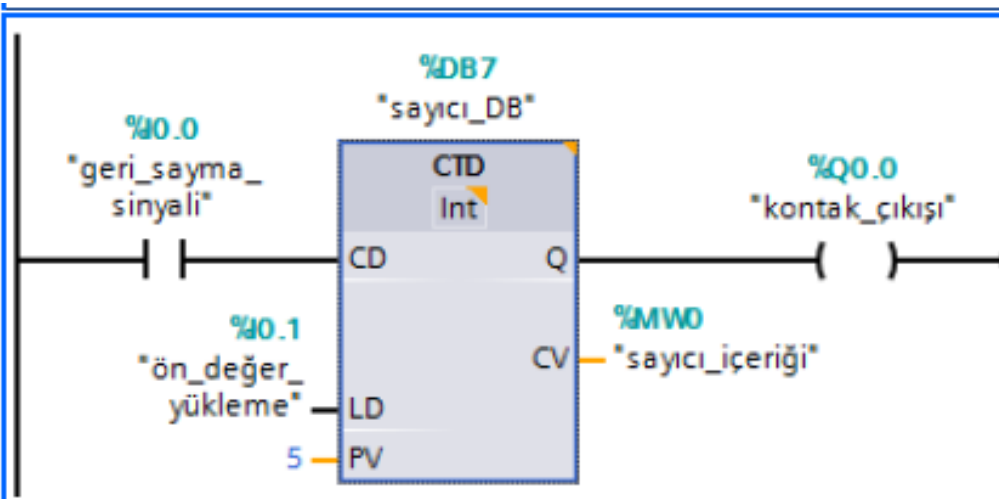 %DB7
"sayıcı_DB"
%I0.0
"geri_sayma_
sinyali"
CTD
Int
%Q0.0
"kontak_çıkışı"
CD
Q
%I0.1
"ön_değer_
yükleme"
%MW0
CV
"sayıcı_içeriği"
LD
5
PV